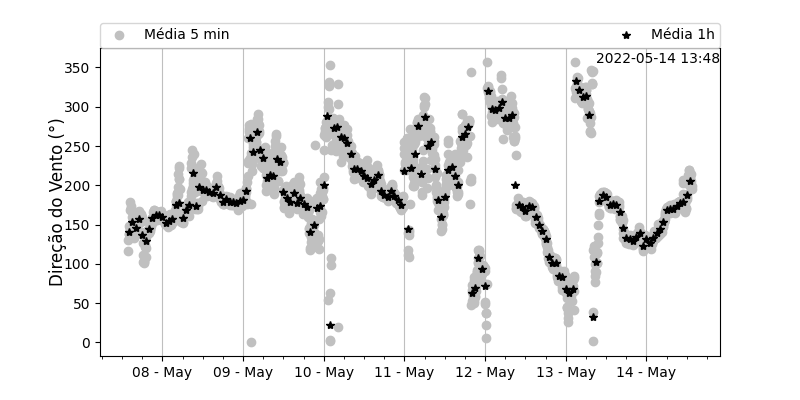 Média 5 min
Média 1h
2022-05-14 13:48
Direção do Vento (°)
350
300
250
200
150
100
50
0
08 - May
09 - May
10 - May
11 - May
12 - May
13 - May
14 - May